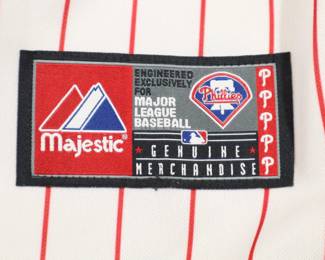 Majestic®
ENGINEERED
EXCLUSIVELY
FOR
MAJOR
LEAGUE
BASEBALL
Phillies
P
P
P
P
P
GENUINE
MERCHANDISE